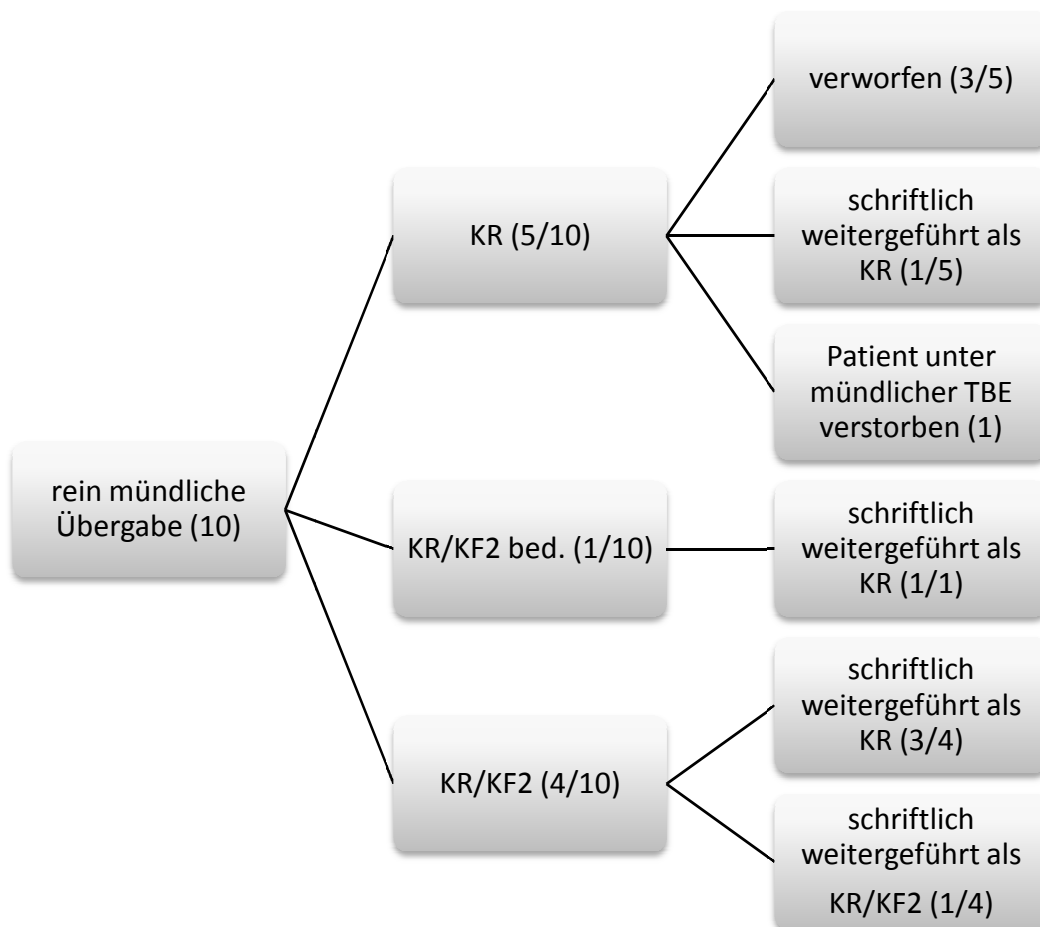 rein mündliche
Übergabe (10)
KR (5/10)
verworfen (3/5)
schriftlich
weitergeführt als
KR (1/5)
Patient unter
mündlicher TBE
verstorben (1)
KR/KF2 bed. (1/10)
schriftlich
weitergeführt als
KR (1/1)
KR/KF2 (4/10)
schriftlich
weitergeführt als
KR (3/4)
schriftlich
weitergeführt als
KR/KF2 (1/4)